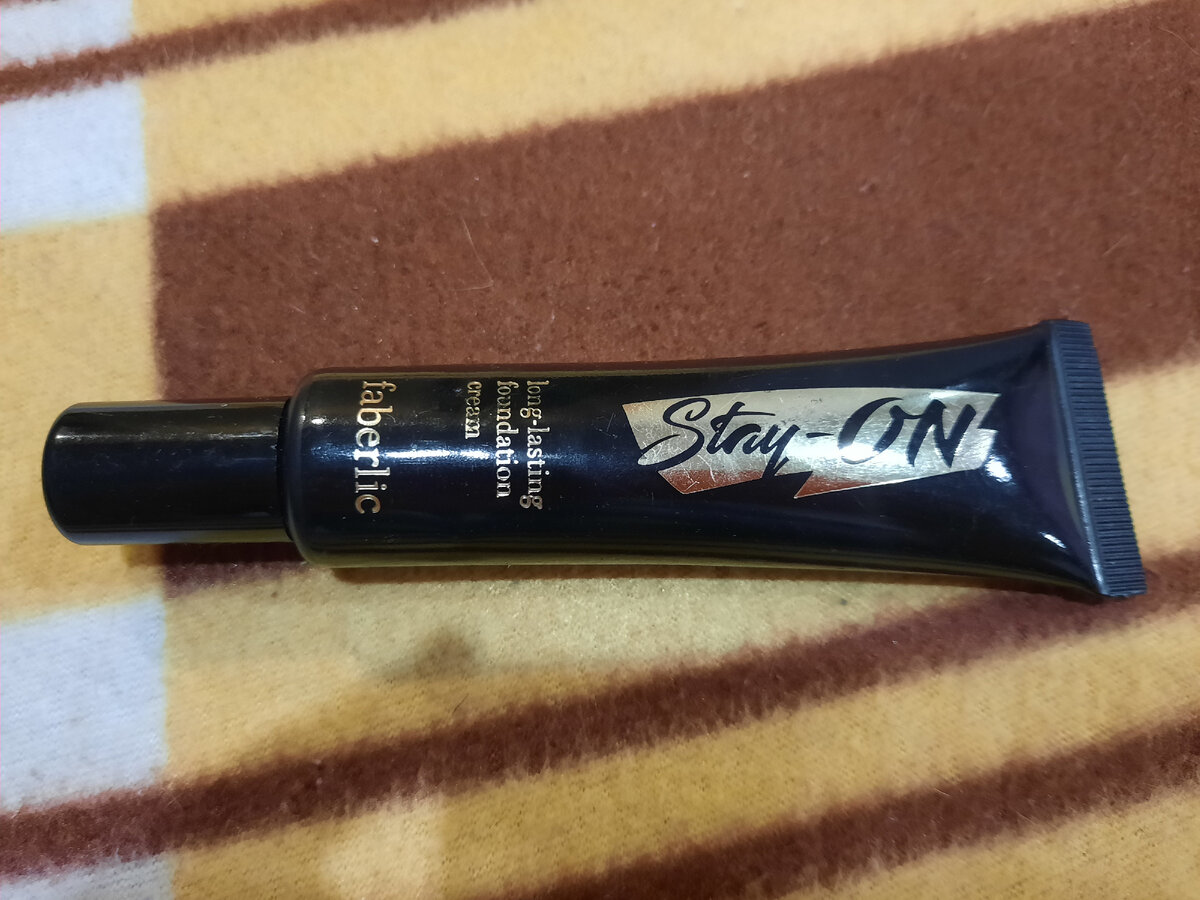 Stay-ON
long-lasting
foundation
cream
faberlic